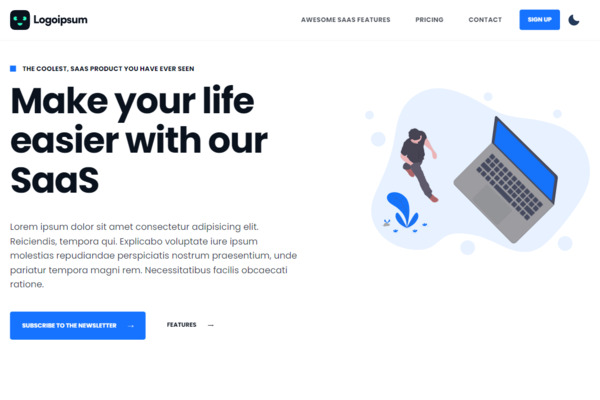 Logoipsum
AWESOME SAAS FEATURES
PRICING
CONTACT
SIGN UP
THE COOLEST, SAAS PRODUCT YOU HAVE EVER SEEN
Make your life
easier with our
SaaS
Lorem ipsum dolor sit amet consectetur adipisicing elit.
Reiciendis, tempora qui. Explicabo voluptate iure ipsum
molestias repudiandae perspiciatis nostrum praesentium, unde
pariatur tempora magni rem. Necessitatibus facilis obcaecati
ratione.
SUBSCRIBE TO THE NEWSLETTER →
FEATURES →